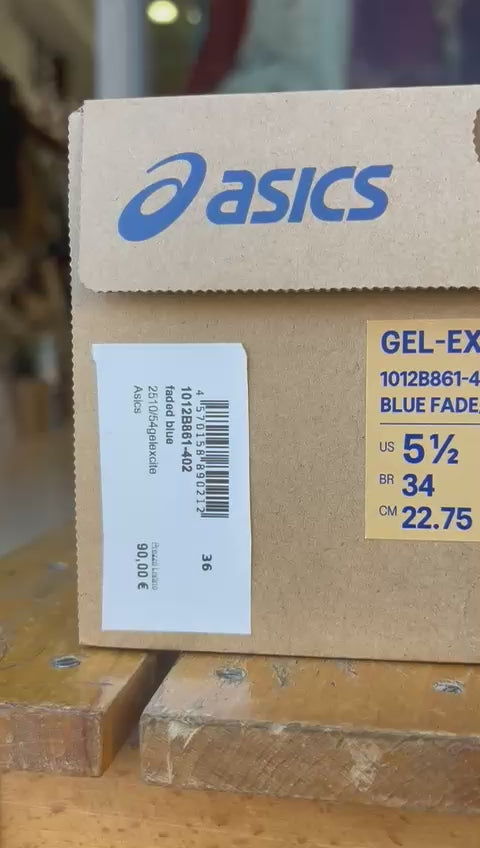 asics
4 570158 890212
1012B861-402
faded blue
2510/54gelexcite
Asics
36
90,00 €
GEL-EX
1012B861-4
BLUE FADE
US 5½
BR 34
CM 22.75